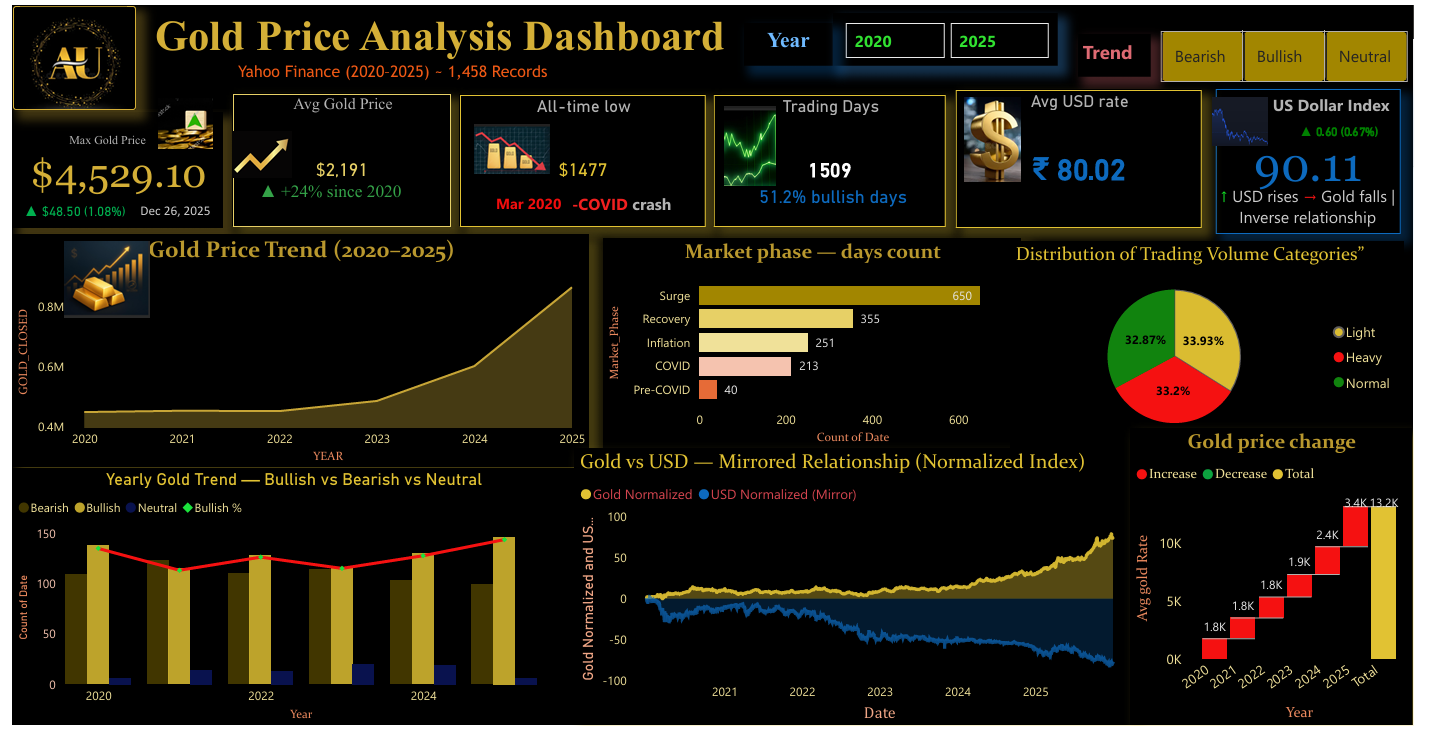 AU
Gold Price Analysis Dashboard
Yahoo Finance (2020-2025) ~ 1,458 Records
Year
2020
2025
Trend
Bearish
Bullish
Neutral
Max Gold Price
$4,529.10
▲ $48.50 (1.08%) Dec 26, 2025
Avg Gold Price
$2,191
▲ +24% since 2020
All-time low
$1477
Mar 2020 -COVID crash
Trading Days
1509
51.2% bullish days
Avg USD rate
₹ 80.02
US Dollar Index
▲ 0.60 (0.67%)
90.11
↑ USD rises → Gold falls |
Inverse relationship
Gold Price Trend (2020–2025)
GOLD_CLOSED
0.8M
0.6M
0.4M
2020 2021 2022 2023 2024 2025
YEAR
Market phase — days count
Market_Phase
Surge 650
Recovery 355
Inflation 251
COVID 213
Pre-COVID 40
0 200 400 600
Count of Date
Distribution of Trading Volume Categories”
32.87% 33.93%
33.2%
Light
Heavy
Normal
Yearly Gold Trend — Bullish vs Bearish vs Neutral
Bearish Bullish Neutral Bullish %
Count of Date
150
100
50
0
2020 2022 2024
Year
Gold vs USD — Mirrored Relationship (Normalized Index)
Gold Normalized USD Normalized (Mirror)
Gold Normalized and US...
100
50
0
-50
-100
2021 2022 2023 2024 2025
Date
Gold price change
Increase Decrease Total
Avg gold Rate
10K
5K
0K
1.8K
1.8K
1.8K
1.9K
2.4K
3.4K
13.2K
2020 2021 2022 2023 2024 2025 Total
Year